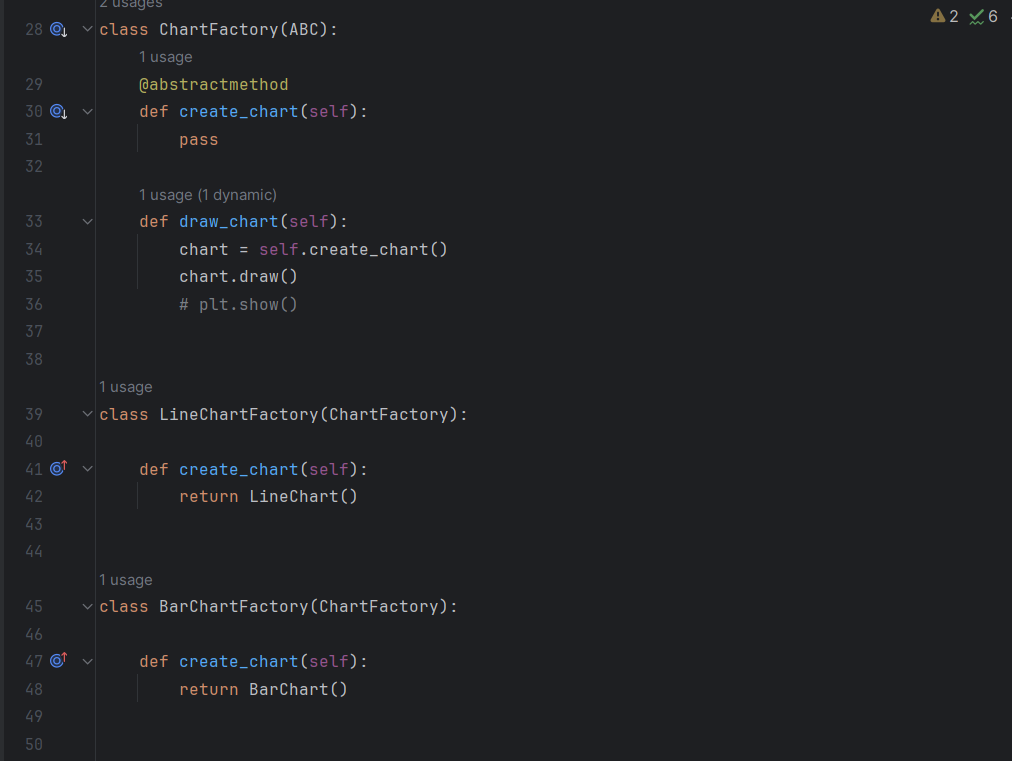 2 usages
2 6
28 class ChartFactory(ABC):
1 usage
29 @abstractmethod
30 def create_chart(self):
31 pass
32
1 usage (1 dynamic)
33 def draw_chart(self):
34 chart = self.create_chart()
35 chart.draw()
36 # plt.show()
37
38
1 usage
39 class LineChartFactory(ChartFactory):
40
41 def create_chart(self):
42 return LineChart()
43
44
1 usage
45 class BarChartFactory(ChartFactory):
46
47 def create_chart(self):
48 return BarChart()
49
50